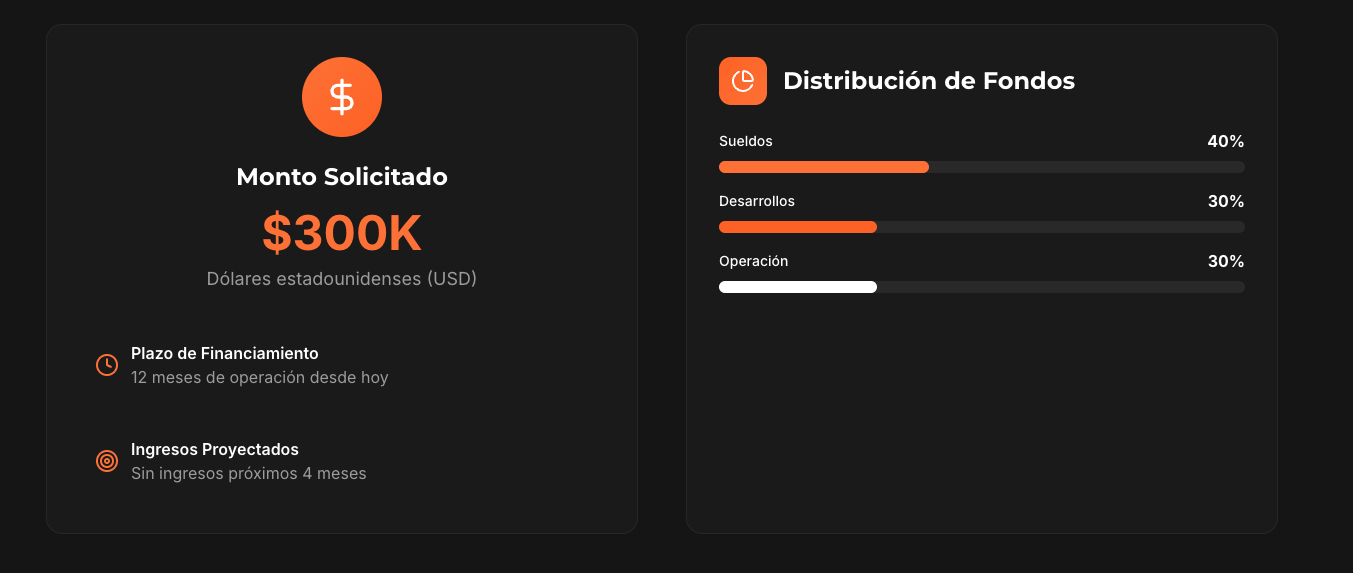 Monto Solicitado
$300K
Dólares estadounidenses (USD)
Plazo de Financiamiento
12 meses de operación desde hoy
Ingresos Proyectados
Sin ingresos próximos 4 meses
Distribución de Fondos
Sueldos 40%
Desarrollos 30%
Operación 30%